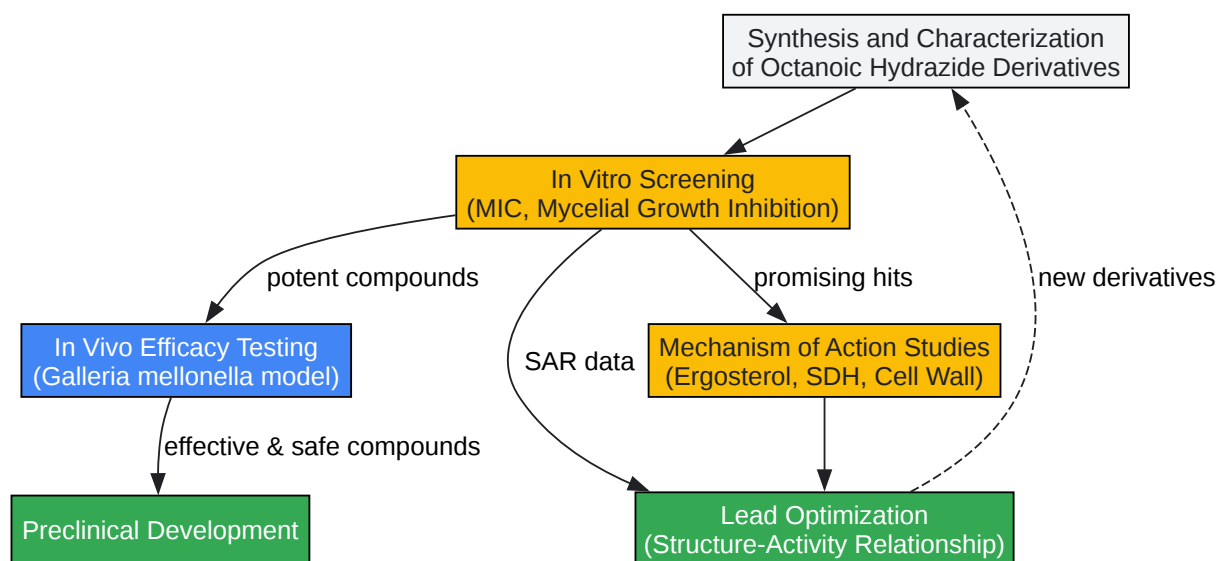 Synthesis and Characterization
of Octanoic Hydrazide Derivatives
In Vitro Screening
(MIC, Mycelial Growth Inhibition)
potent compounds
promising hits
new derivatives
In Vivo Efficacy Testing
(Galleria mellonella model)
SAR data
Mechanism of Action Studies
(Ergosterol, SDH, Cell Wall)
effective & safe compounds
Preclinical Development
Lead Optimization
(Structure-Activity Relationship)